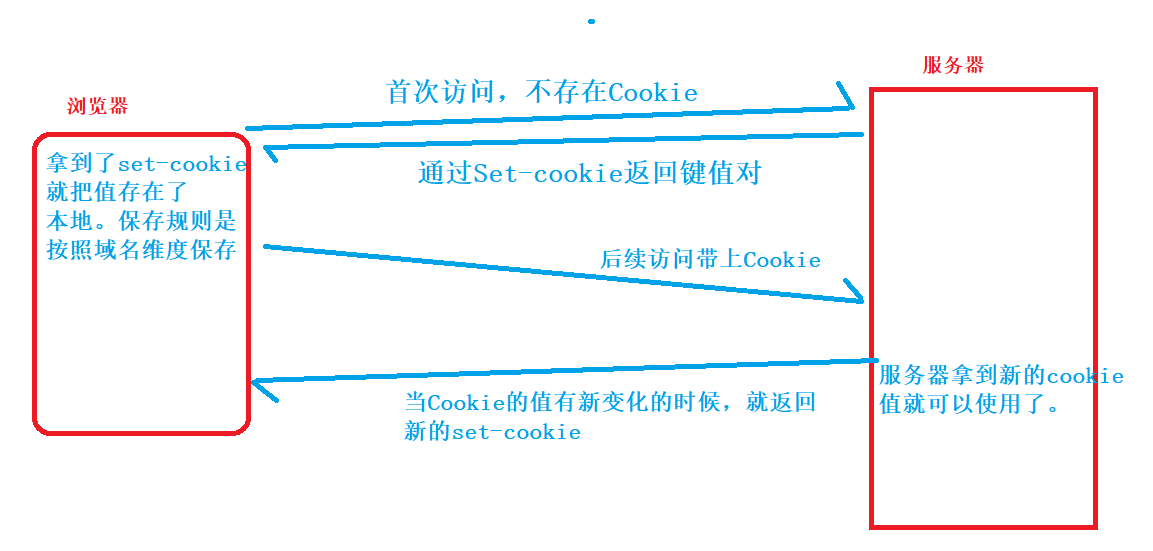 服务器
浏览器
首次访问，不存在Cookie
拿到了set-cookie
就把值存在了
本地。保存规则是
按照域名维度保存
通过Set-cookie返回键值对
后续访问带上Cookie
服务器拿到新的cookie
值就可以使用了。
当Cookie的值有新变化的时候，就返回
新的set-cookie